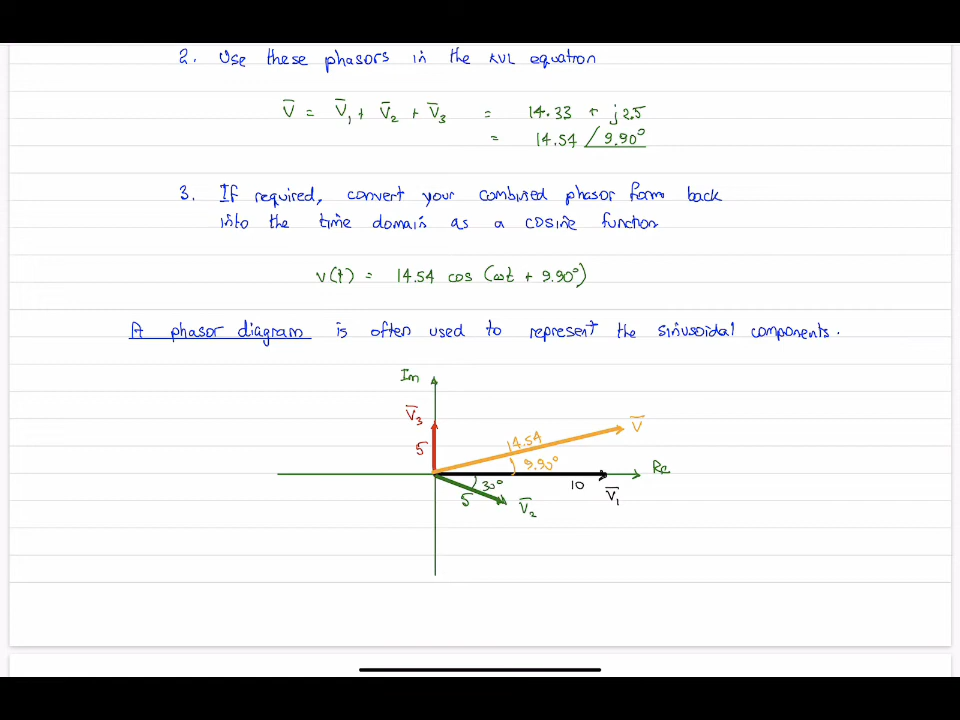 2. Use these phasors in the KVL equation
V̄ = V̄₁ + V̄₂ + V̄₃ = 14.33 + j2.5
= 14.54 ∠9.90°
3. If required, convert your combined phasor form back
into the time domain as a cosine function
v(t) = 14.54 cos (ωt + 9.90°)
A phasor diagram is often used to represent the sinusoidal components.
Im
V̄₃
5
14.54
V̄
9.90°
Re
30°
10
V̄₁
5
V̄₂